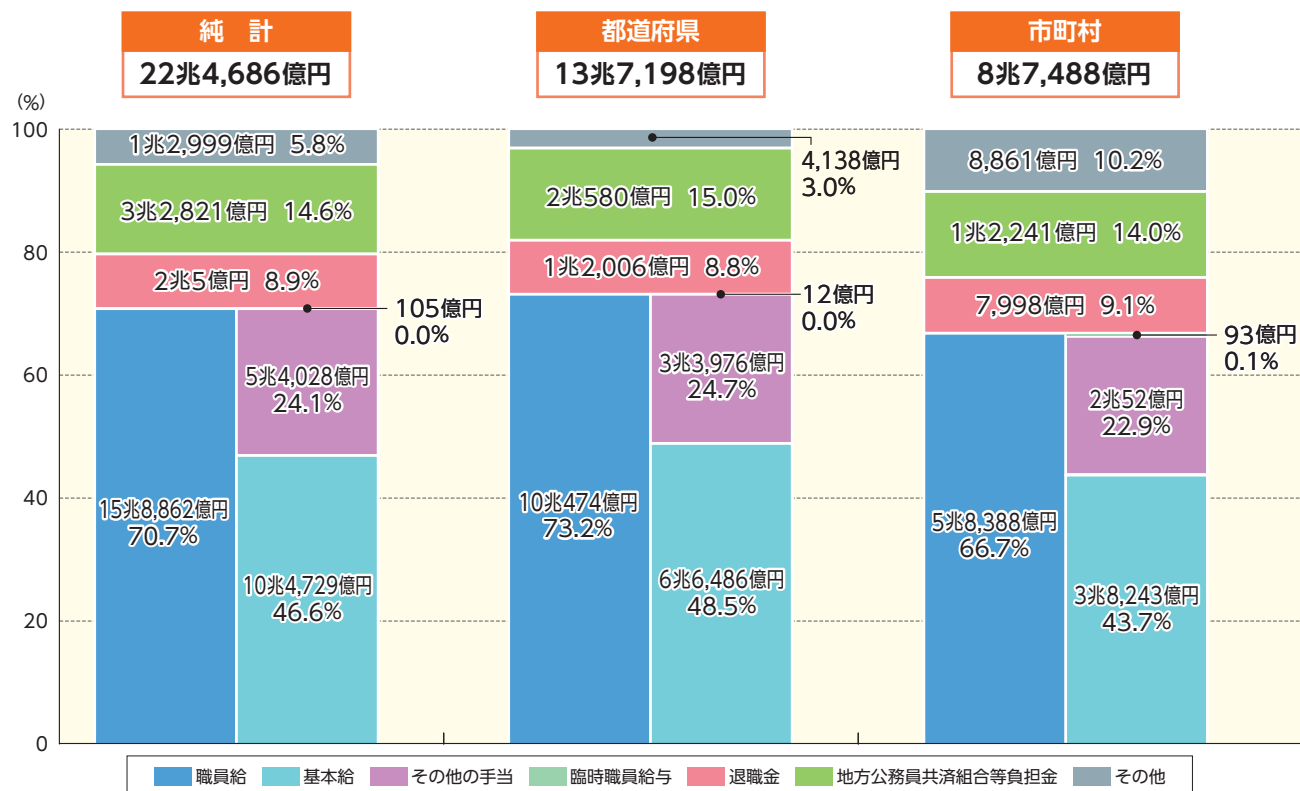 純　計
22兆4,686億円
都道府県
13兆7,198億円
市町村
8兆7,488億円
(%)
100
80
60
40
20
0
1兆2,999億円 5.8%
3兆2,821億円 14.6%
2兆5億円 8.9%
105億円
0.0%
5兆4,028億円
24.1%
15兆8,862億円
70.7%
10兆4,729億円
46.6%
4,138億円
3.0%
2兆580億円 15.0%
1兆2,006億円 8.8%
12億円
0.0%
3兆3,976億円
24.7%
10兆474億円
73.2%
6兆6,486億円
48.5%
8,861億円 10.2%
1兆2,241億円 14.0%
7,998億円 9.1%
93億円
0.1%
2兆52億円
22.9%
5兆8,388億円
66.7%
3兆8,243億円
43.7%
職員給 基本給 その他の手当 臨時職員給与 退職金 地方公務員共済組合等負担金 その他